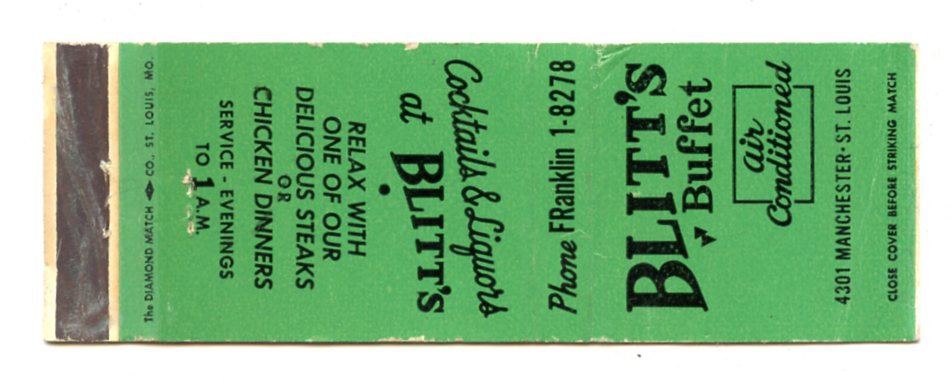 Phone FRanklin 1-8278
BLITT'S
Buffet
air
Conditioned
4301 MANCHESTER · ST. LOUIS
CLOSE COVER BEFORE STRIKING MATCH
Cocktails & Liquors
at BLITT'S
RELAX WITH
ONE OF OUR
DELICIOUS STEAKS
OR
CHICKEN DINNERS
SERVICE - EVENINGS
TO 1 A.M.
The DIAMOND MATCH CO., ST. LOUIS, MO.